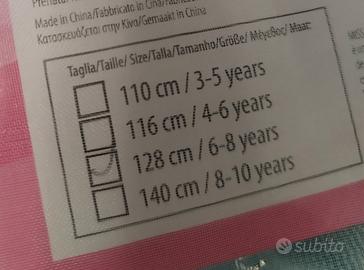 Made in China/Fabbricato in Cina/
Κατασκευάζεται στην Κίνα/Gemaakt in China
Taglia/Taille/Size/Talla/Tamanho/Größe/ Μέγεθος/ Maat:
110 cm / 3-5 years
116 cm / 4-6 years
128 cm / 6-8 years
140 cm / 8-10 years
subito